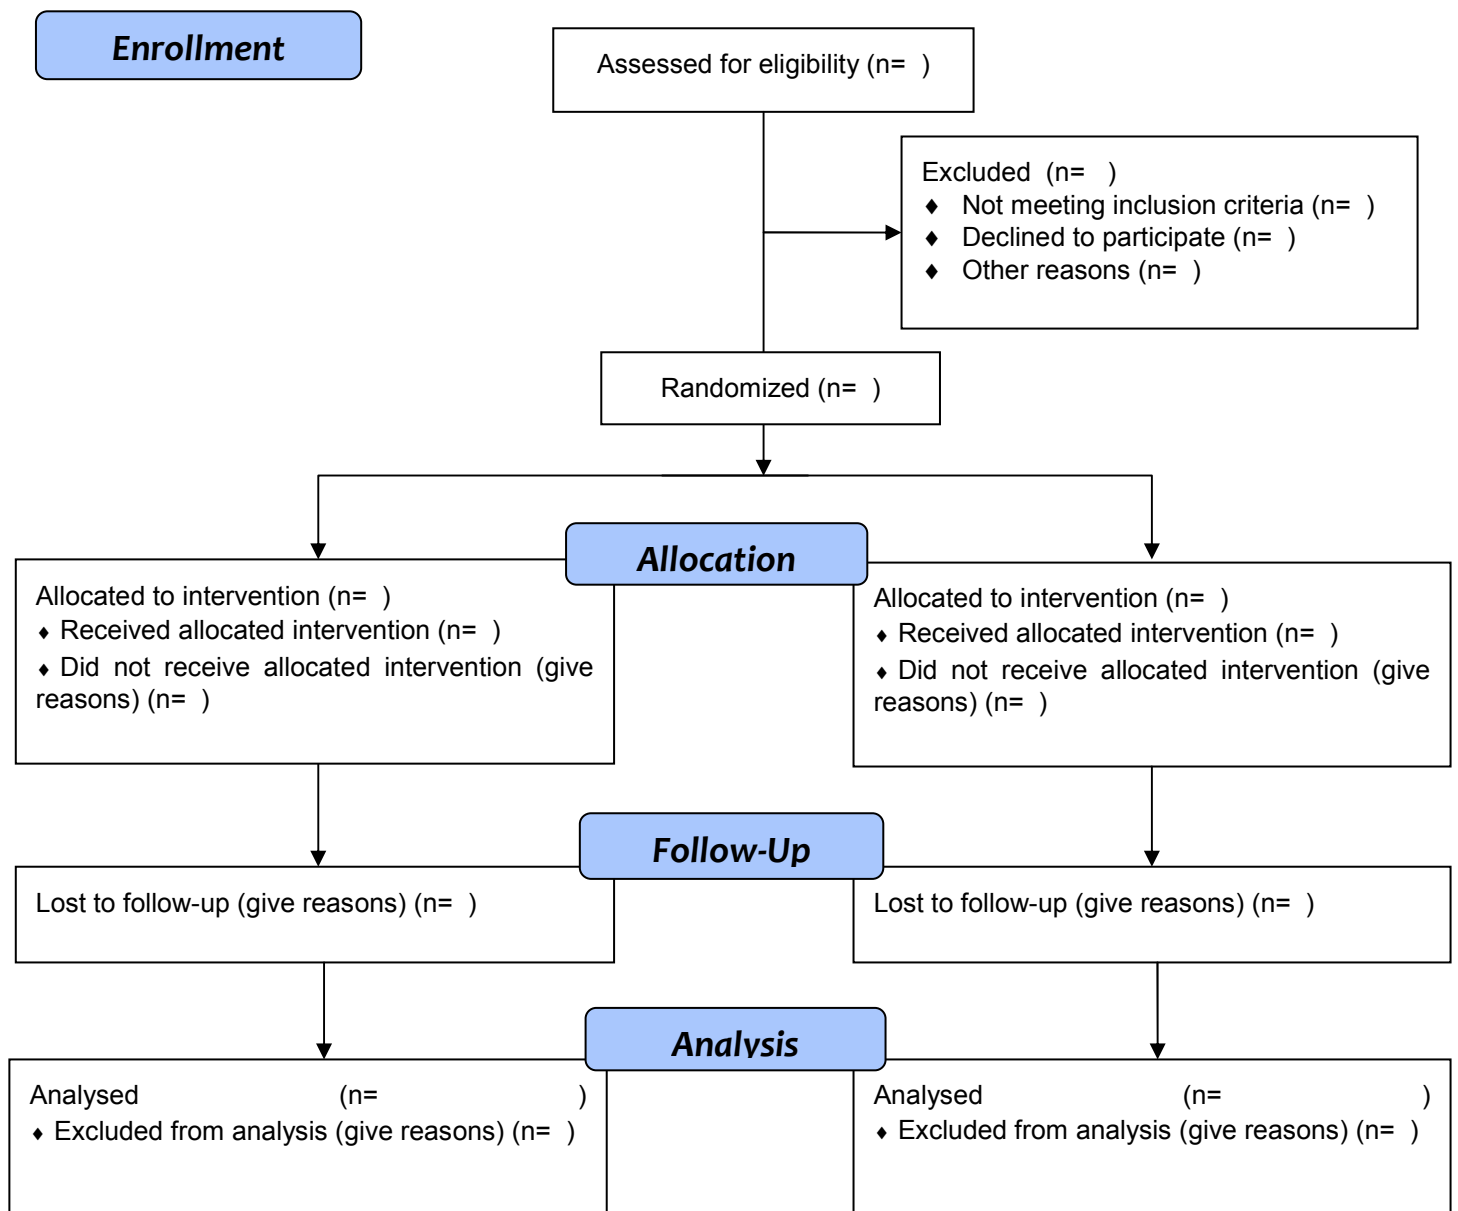 Enrollment
Assessed for eligibility (n=  )
Excluded  (n=   )
♦ Not meeting inclusion criteria (n=  )
♦ Declined to participate (n=  )
♦ Other reasons (n=  )
Randomized (n=  )
Allocation
Allocated to intervention (n=  )
♦ Received allocated intervention (n=  )
♦ Did not receive allocated intervention (give
reasons) (n=  )
Allocated to intervention (n=  )
♦ Received allocated intervention (n=  )
♦ Did not receive allocated intervention (give
reasons) (n=  )
Follow-Up
Lost to follow-up (give reasons) (n=  )
Lost to follow-up (give reasons) (n=  )
Analysis
Analysed (n= )
♦ Excluded from analysis (give reasons) (n=  )
Analysed (n= )
♦ Excluded from analysis (give reasons) (n=  )